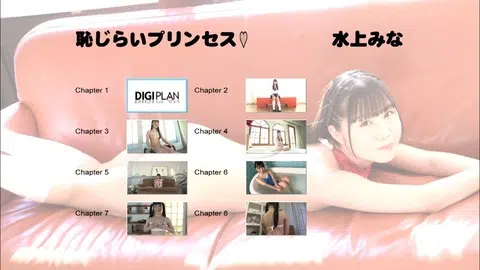 恥じらいプリンセス♡ 水上みな
Chapter 1 DIGIPLAN Chapter 2
Chapter 3 Chapter 4
Chapter 5 Chapter 6
Chapter 7 Chapter 8